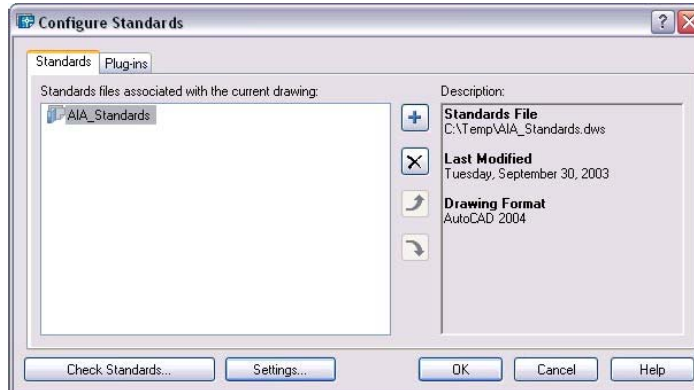 Configure Standards
Standards
Plug-ins
Standards files associated with the current drawing:
AIA_Standards
Description:
Standards File
C:\Temp\AIA_Standards.dws
Last Modified
Tuesday, September 30, 2003
Drawing Format
AutoCAD 2004
Check Standards...
Settings...
OK
Cancel
Help